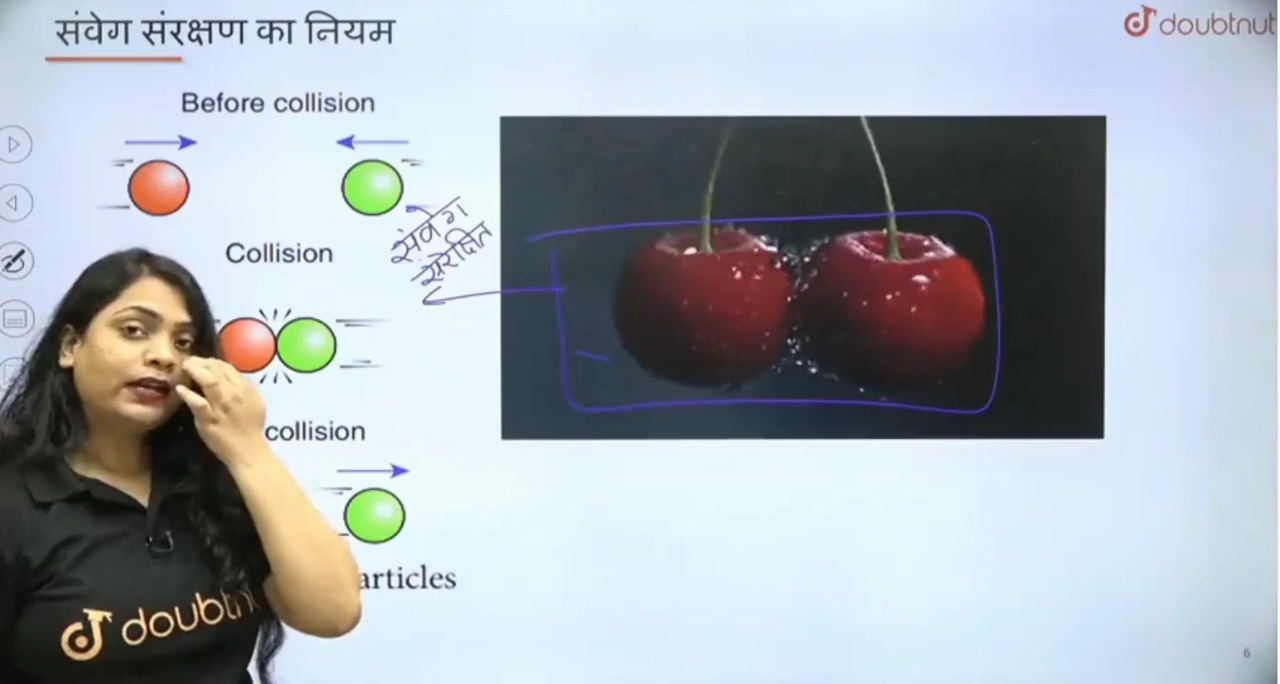 संवेग संरक्षण का नियम
doubtnut
Before collision
संवेग
संरक्षित
Collision
collision
articles
doubtn
6